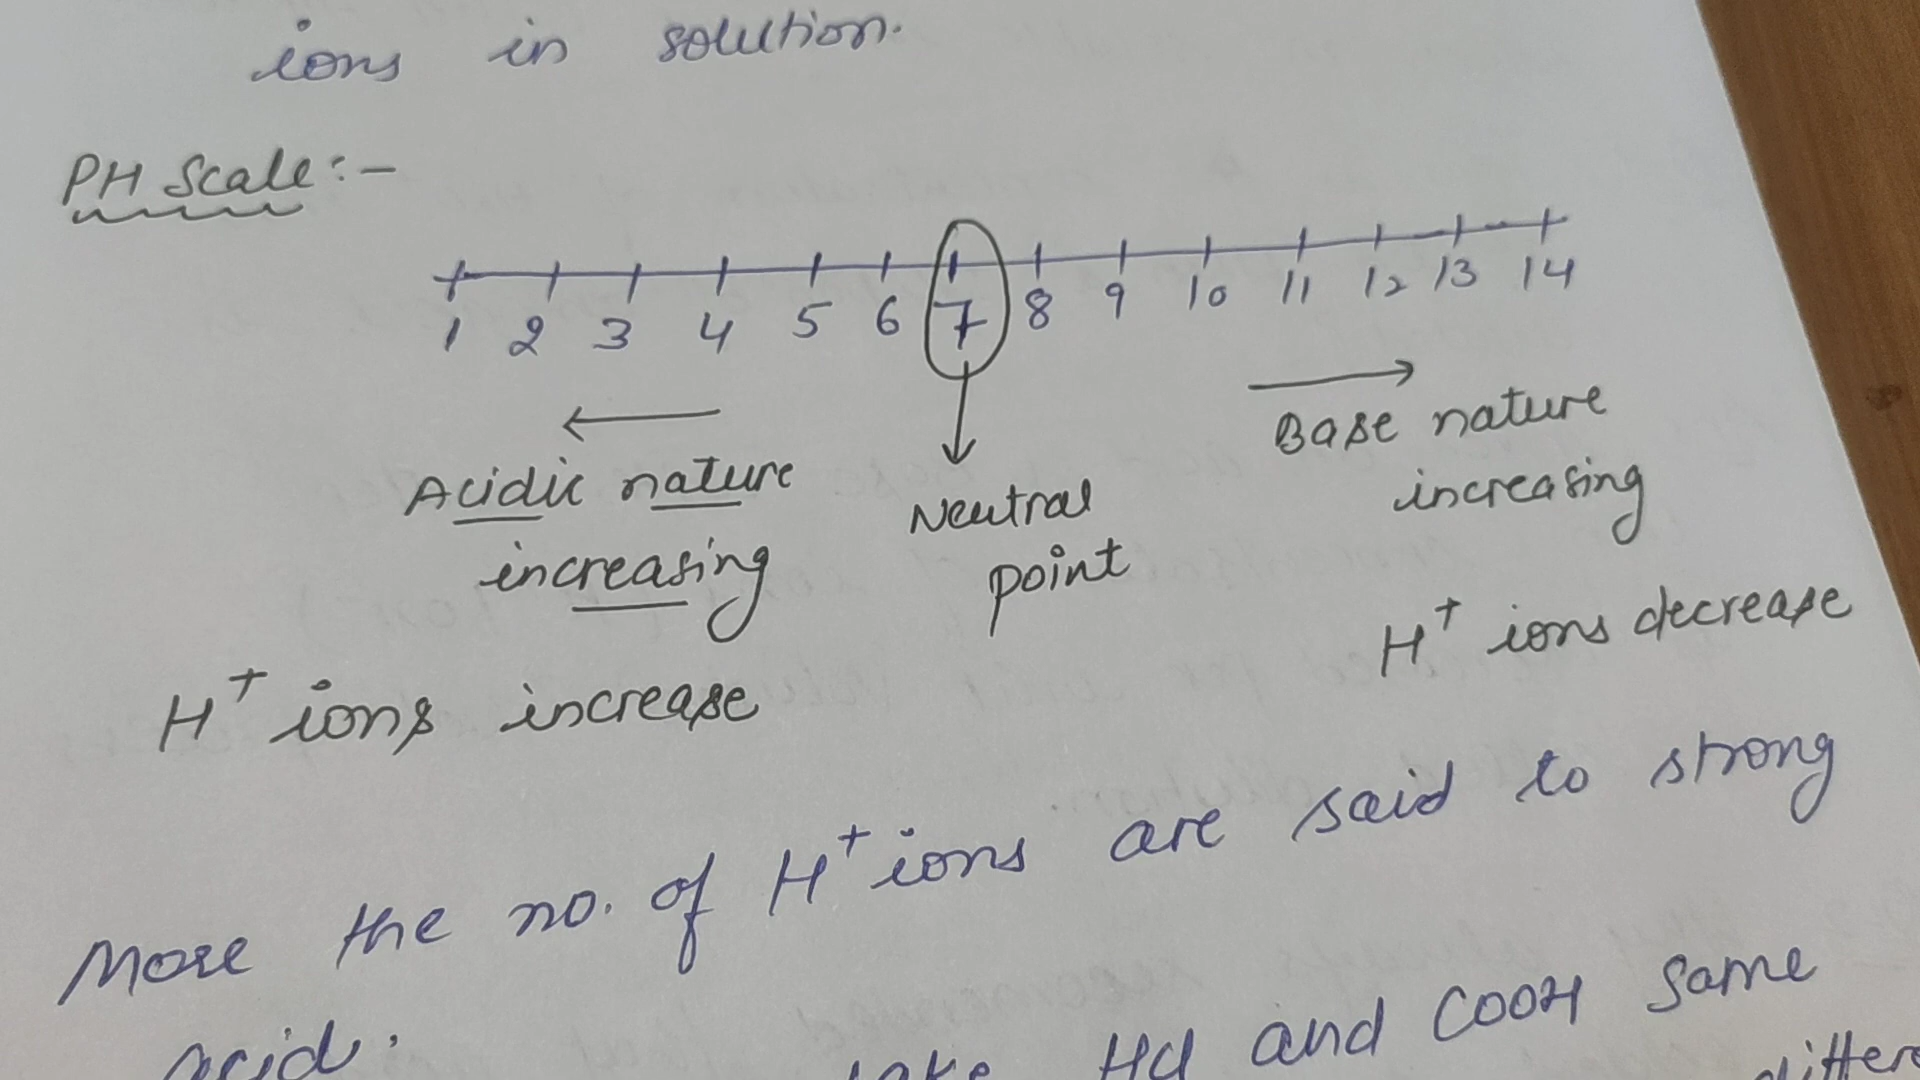 ions in solution.
PH Scale:-
1 2 3 4 5 6 7 8 9 10 11 12 13 14
Acidic nature
increasing
Neutral
point
Base nature
increasing
H+ ions increase
H+ ions decrease
More the no. of H+ ions are said to strong
acid.
take Hcl and COOH same